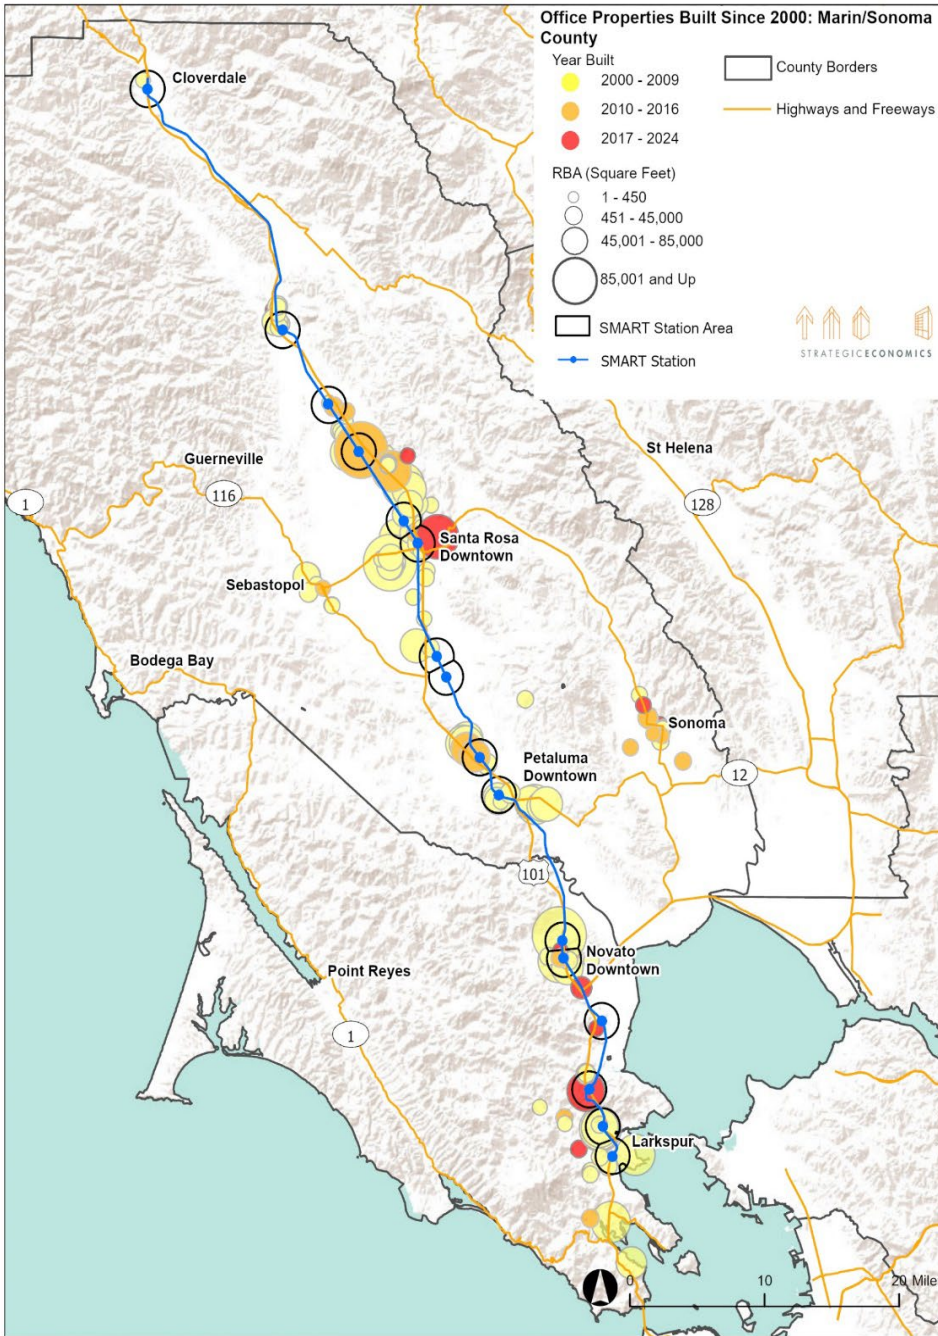 Office Properties Built Since 2000: Marin/Sonoma
County
Year Built
2000 - 2009
2010 - 2016
2017 - 2024
County Borders
Highways and Freeways
RBA (Square Feet)
1 - 450
451 - 45,000
45,001 - 85,000
85,001 and Up
SMART Station Area
SMART Station
STRATEGICECONOMICS
Cloverdale
Guerneville
St Helena
1
116
128
Santa Rosa
Downtown
Sebastopol
Bodega Bay
Sonoma
Petaluma
Downtown
12
101
Novato
Downtown
Point Reyes
1
Larkspur
0
10
20 Mile